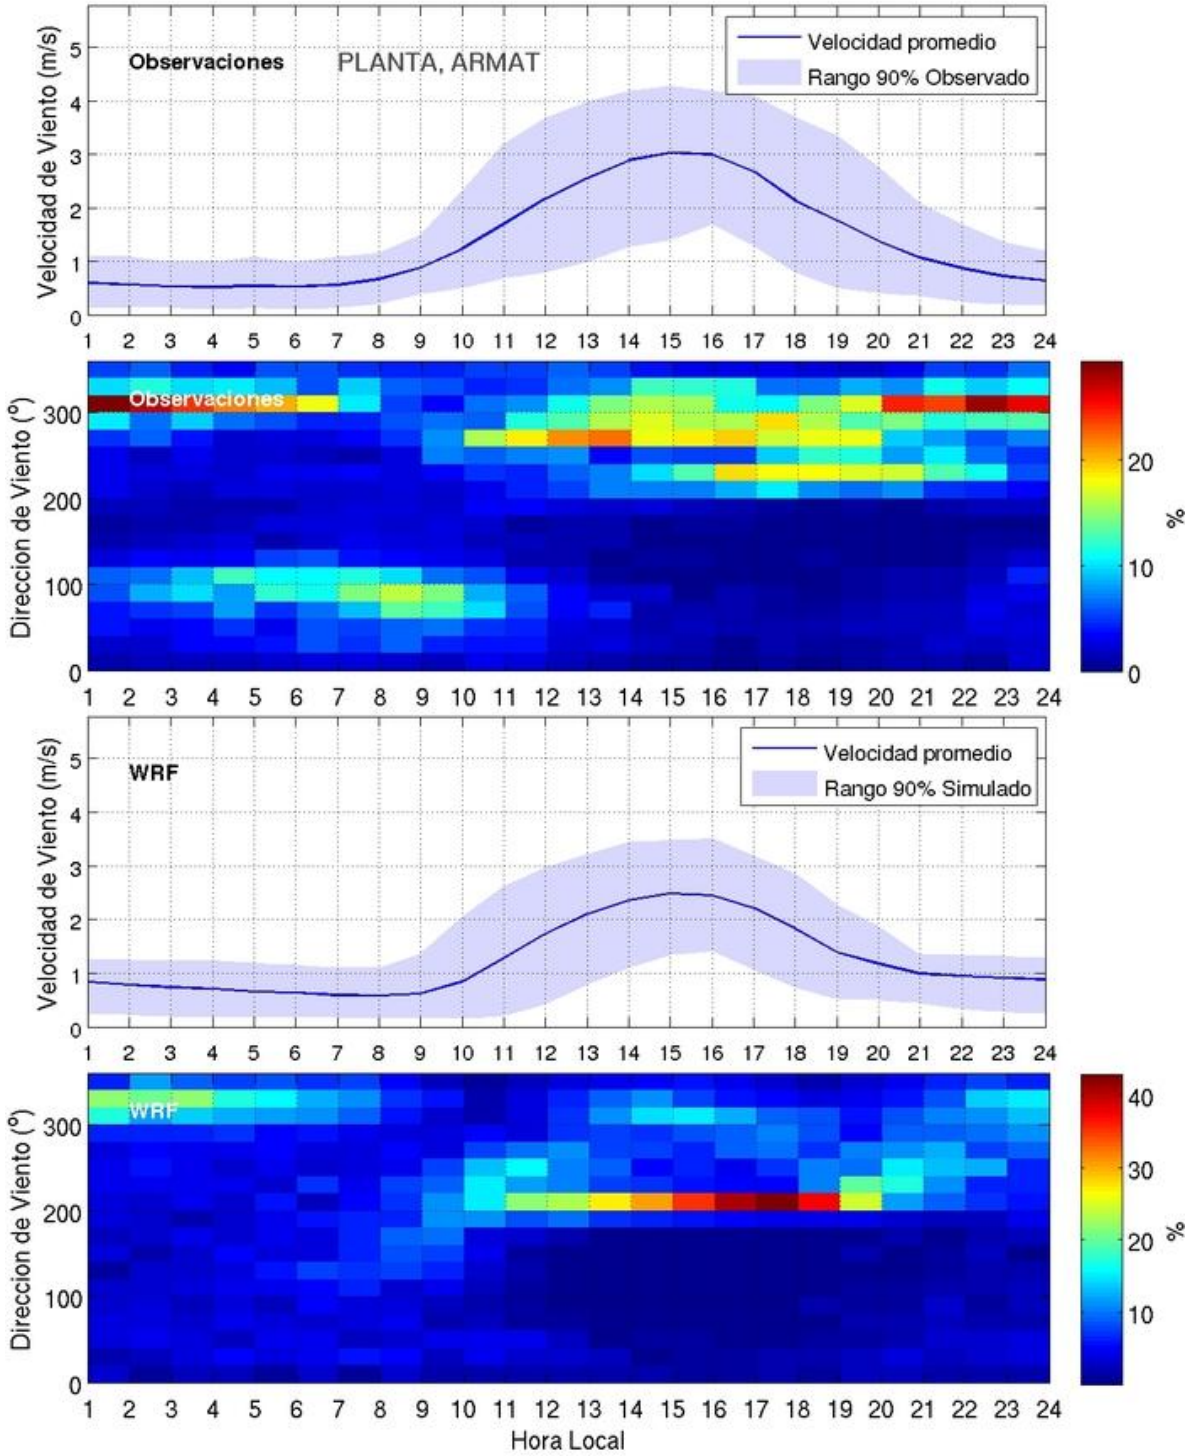 Velocidad de Viento (m/s)
5
4
3
2
1
0
Observaciones PLANTA, ARMAT
Velocidad promedio
Rango 90% Observado
1 2 3 4 5 6 7 8 9 10 11 12 13 14 15 16 17 18 19 20 21 22 23 24
Direccion de Viento (º)
300
200
100
0
Observaciones
20
10
0
%
1 2 3 4 5 6 7 8 9 10 11 12 13 14 15 16 17 18 19 20 21 22 23 24
Velocidad de Viento (m/s)
5
4
3
2
1
0
WRF
Velocidad promedio
Rango 90% Simulado
1 2 3 4 5 6 7 8 9 10 11 12 13 14 15 16 17 18 19 20 21 22 23 24
Direccion de Viento (º)
300
200
100
0
WRF
40
30
20
10
%
1 2 3 4 5 6 7 8 9 10 11 12 13 14 15 16 17 18 19 20 21 22 23 24
Hora Local